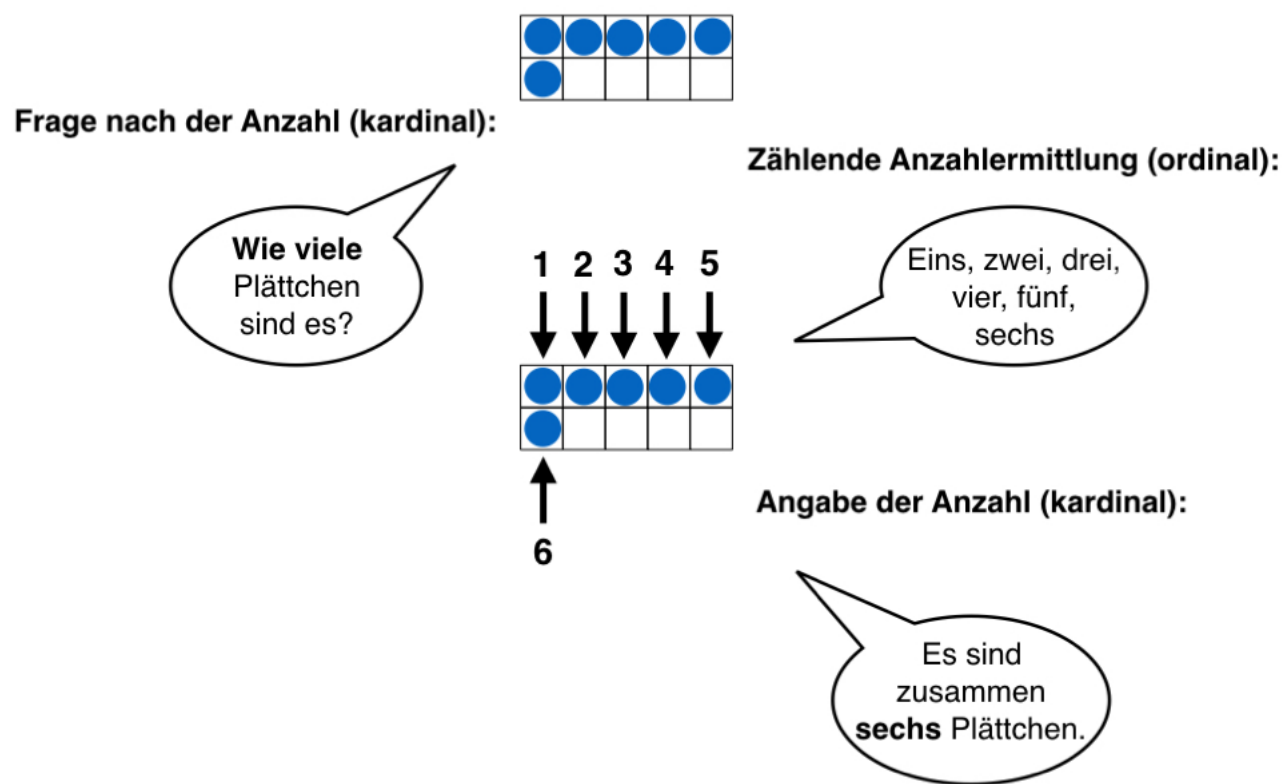 Frage nach der Anzahl (kardinal):
Wie viele
Plättchen
sind es?
Zählende Anzahlermittlung (ordinal):
Eins, zwei, drei,
vier, fünf,
sechs
1 2 3 4 5
6
Angabe der Anzahl (kardinal):
Es sind
zusammen
sechs Plättchen.